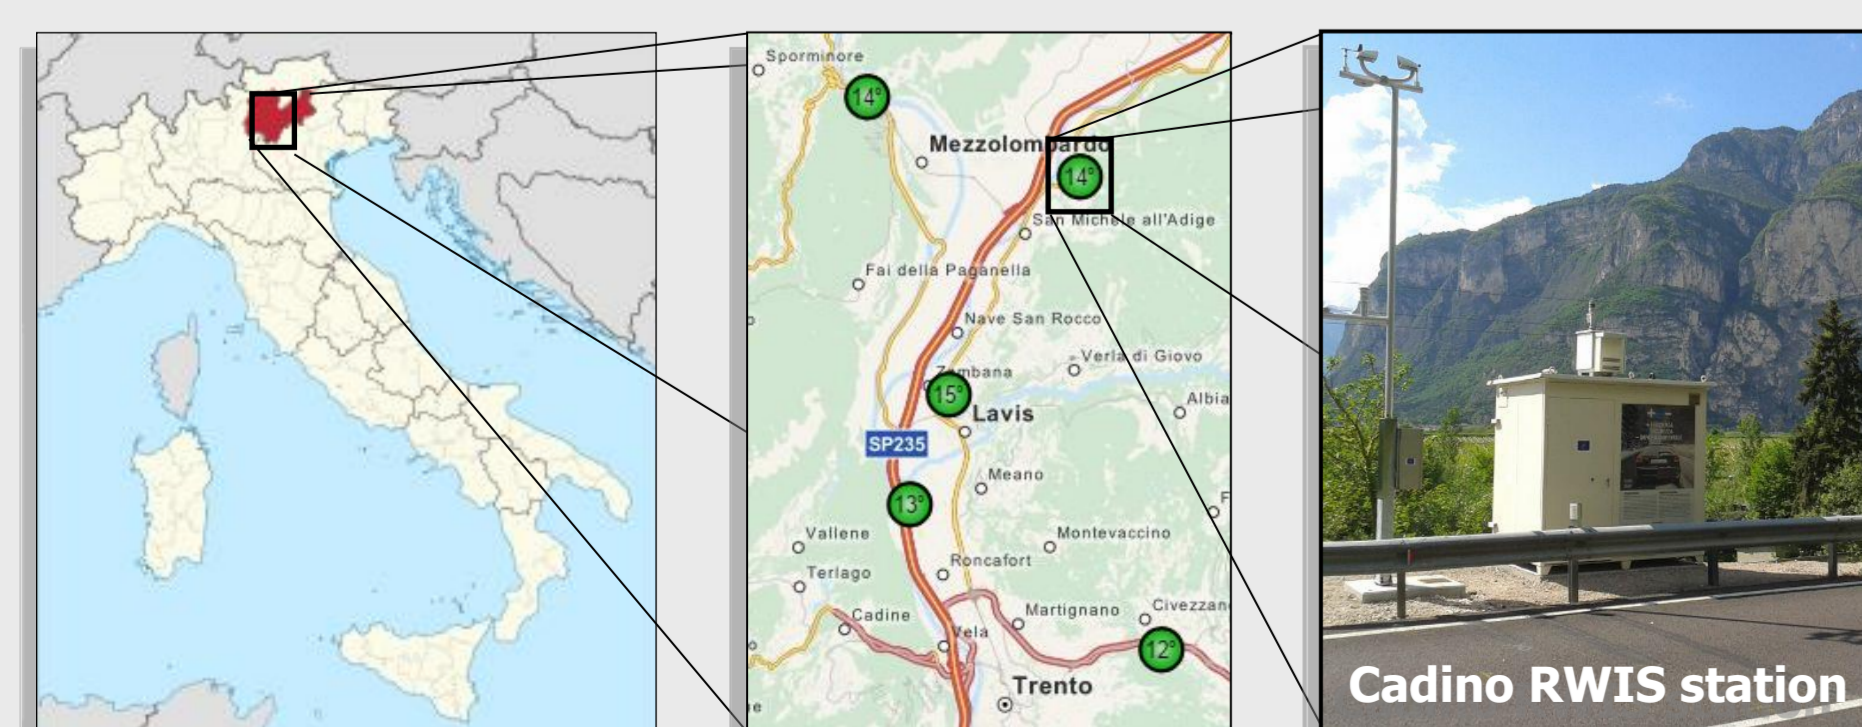 Sporminore
14°
Mezzolombardo
14°
San Michele all'Adige
Fai della Paganella
Nave San Rocco
Verla di Giovo
Zambana
15°
Albia
Lavis
SP235
Meano
13°
F
Vallene
Montevaccino
Roncafort
Terlago
Martignano
Civezzan
Cadine
Vela
12°
Trento
e
Cadino RWIS station